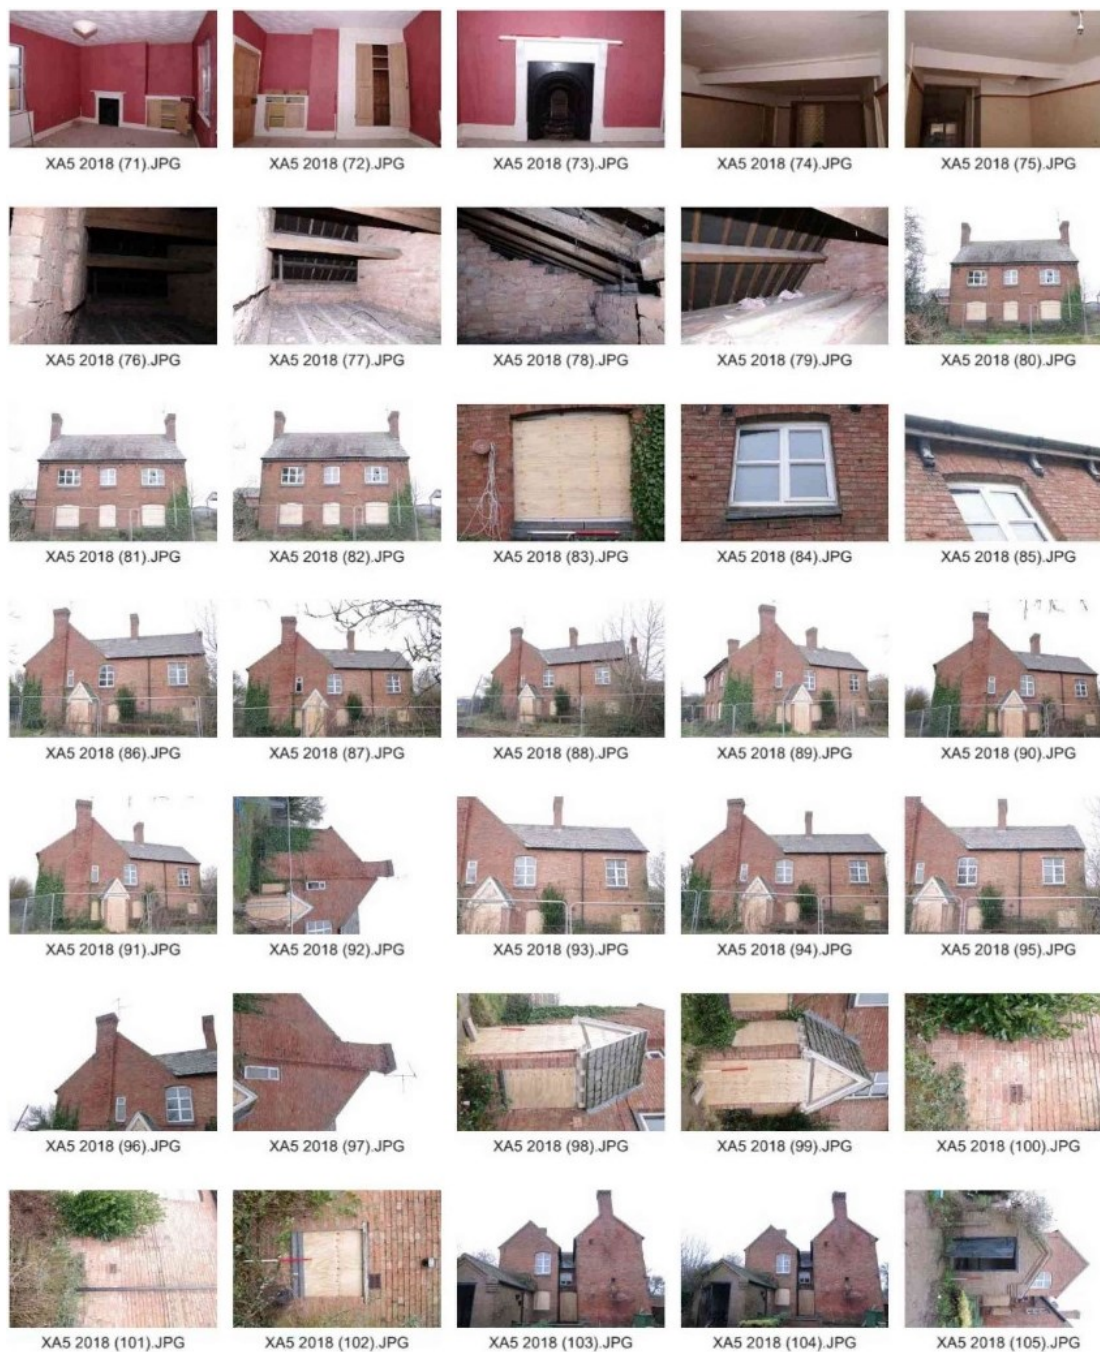 XA5 2018 (71).JPG XA5 2018 (72).JPG XA5 2018 (73).JPG XA5 2018 (74).JPG XA5 2018 (75).JPG
XA5 2018 (76).JPG XA5 2018 (77).JPG XA5 2018 (78).JPG XA5 2018 (79).JPG XA5 2018 (80).JPG
XA5 2018 (81).JPG XA5 2018 (82).JPG XA5 2018 (83).JPG XA5 2018 (84).JPG XA5 2018 (85).JPG
XA5 2018 (86).JPG XA5 2018 (87).JPG XA5 2018 (88).JPG XA5 2018 (89).JPG XA5 2018 (90).JPG
XA5 2018 (91).JPG XA5 2018 (92).JPG XA5 2018 (93).JPG XA5 2018 (94).JPG XA5 2018 (95).JPG
XA5 2018 (96).JPG XA5 2018 (97).JPG XA5 2018 (98).JPG XA5 2018 (99).JPG XA5 2018 (100).JPG
XA5 2018 (101).JPG XA5 2018 (102).JPG XA5 2018 (103).JPG XA5 2018 (104).JPG XA5 2018 (105).JPG